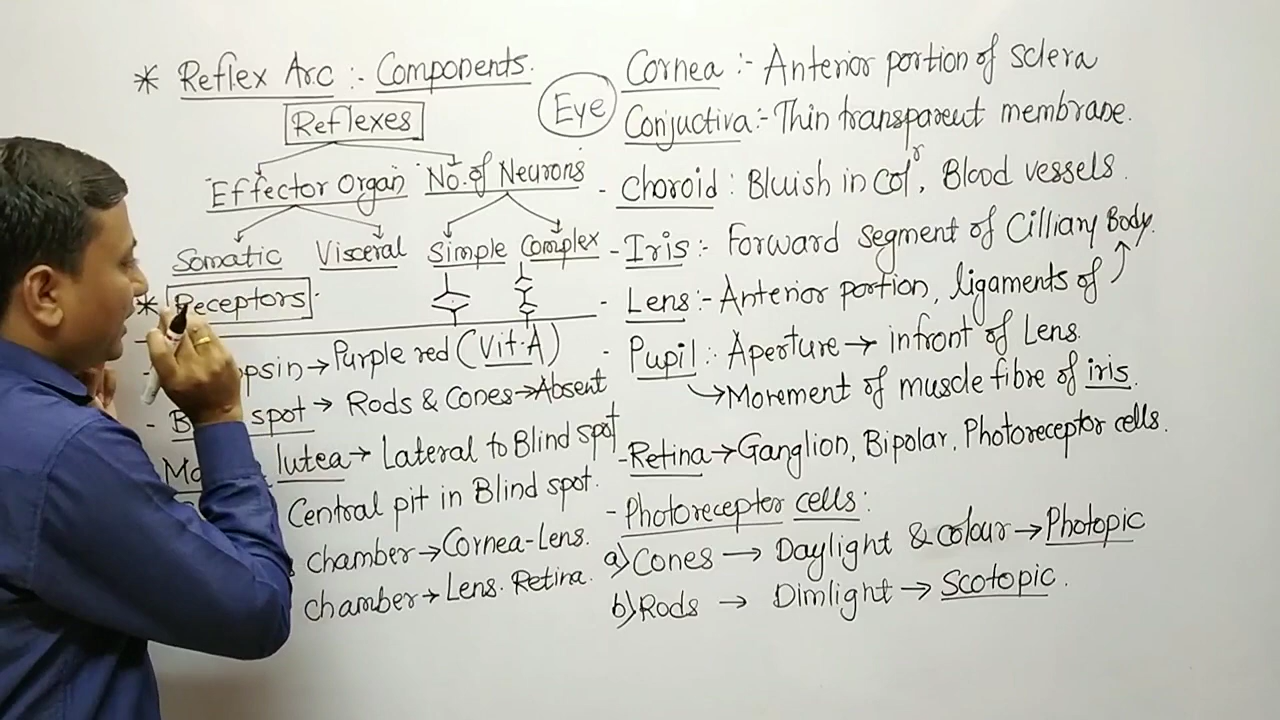 * Reflex Arc :- Components.
Reflexes
Effector Organ No. of Neurons
Somatic Visceral Simple Complex
* Receptors.
- opsin → Purple red (Vit. A)
- B spot → Rods & Cones → Absent
Ma lutea → Lateral to Blind spot
Central pit in Blind spot.
chamber → Cornea-Lens.
chamber → Lens. Retina.
Eye
Cornea :- Anterior portion of sclera
Conjuctiva :- Thin transparent membrane.
- Choroid : Bluish in colr, Blood vessels.
- Iris :- Forward segment of Cilliary Body.
- Lens :- Anterior portion, ligaments of
- Pupil :- Aperture → infront of Lens.
→ Morement of muscle fibre of iris.
- Retina → Ganglion, Bipolar, Photoreceptor cells.
- Photoreceptor cells :
a) Cones → Daylight & colour → Photopic
b) Rods → Dimlight → Scotopic.